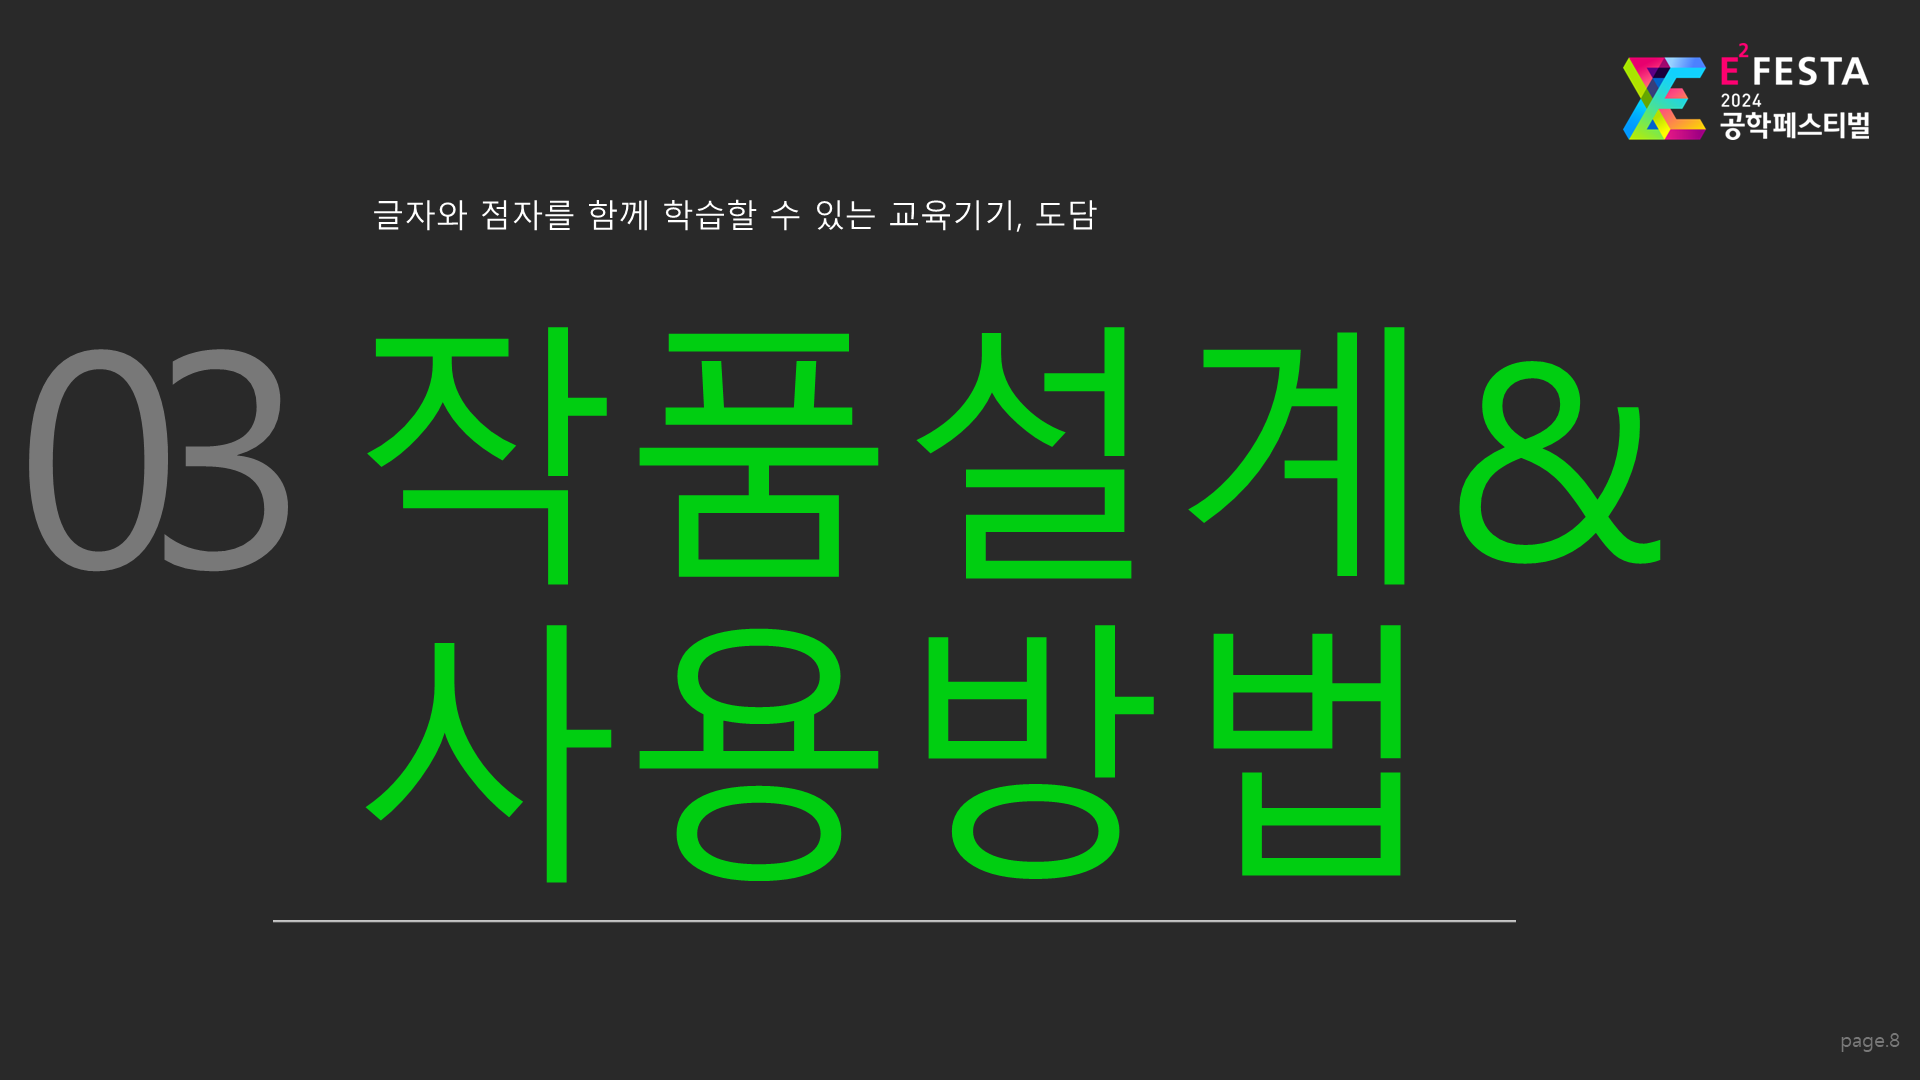 E² FESTA
2024
공학페스티벌
글자와 점자를 함께 학습할 수 있는 교육기기, 도담
03 작품설계&
사용방법
page.8